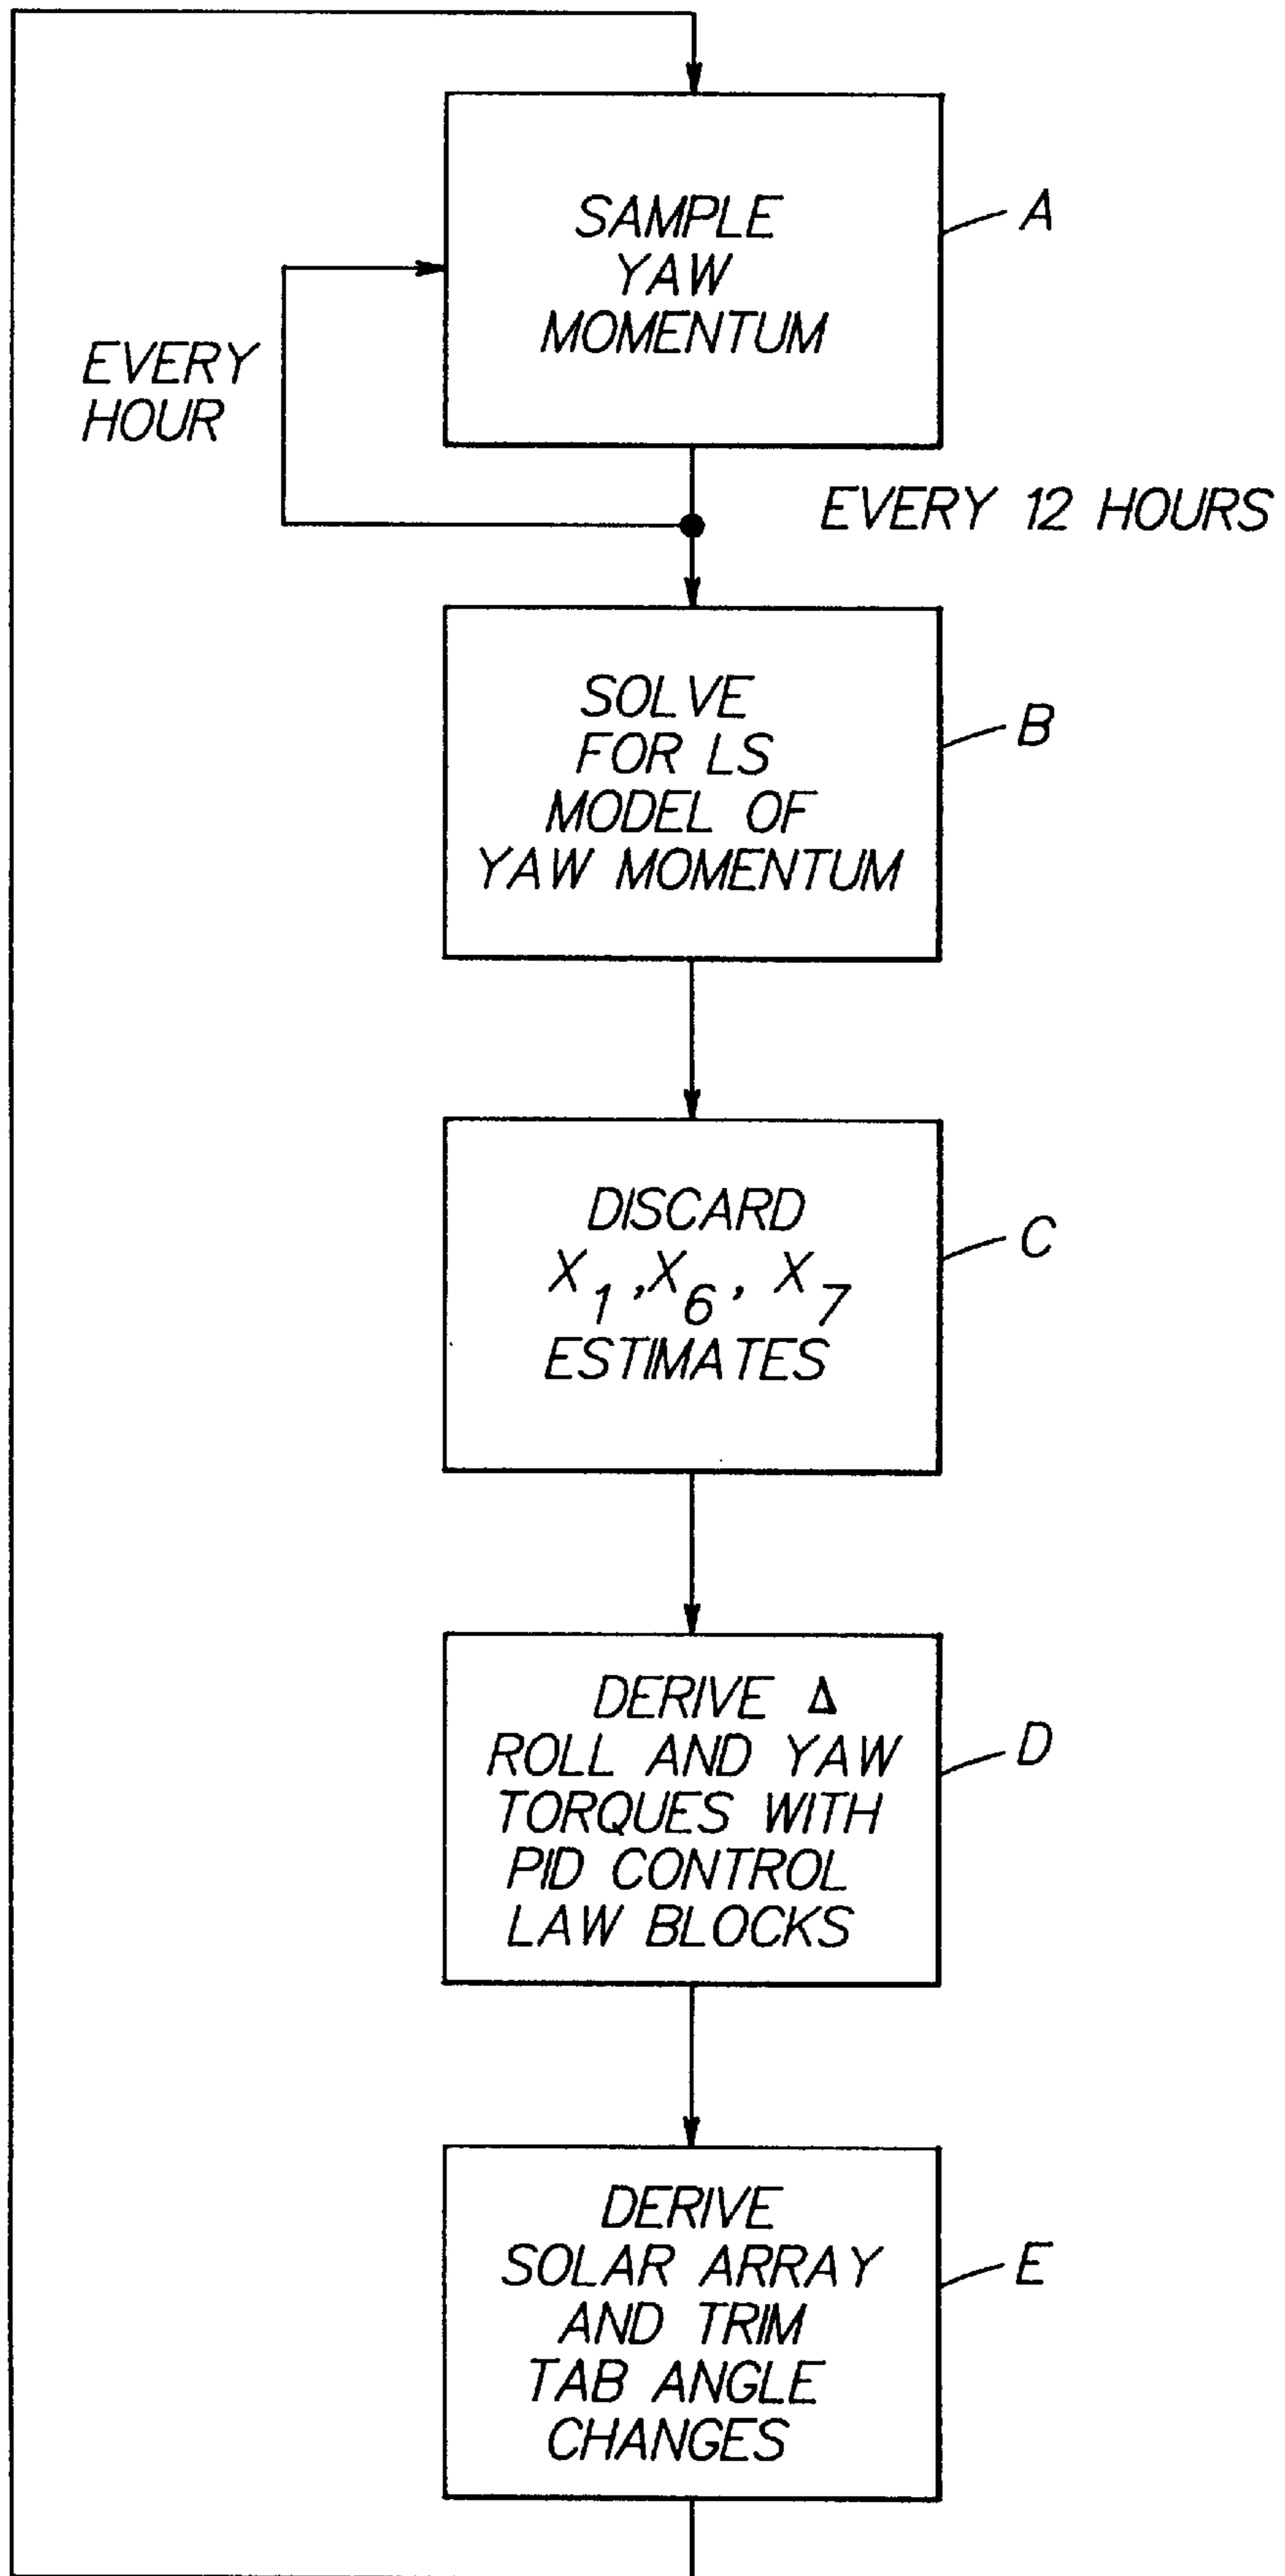 SAMPLE
YAW
MOMENTUM
A
EVERY
HOUR
EVERY 12 HOURS
SOLVE
FOR LS
MODEL OF
YAW MOMENTUM
B
DISCARD
X₁, X₆, X₇
ESTIMATES
C
DERIVE Δ
ROLL AND YAW
TORQUES WITH
PID CONTROL
LAW BLOCKS
D
DERIVE
SOLAR ARRAY
AND TRIM
TAB ANGLE
CHANGES
E